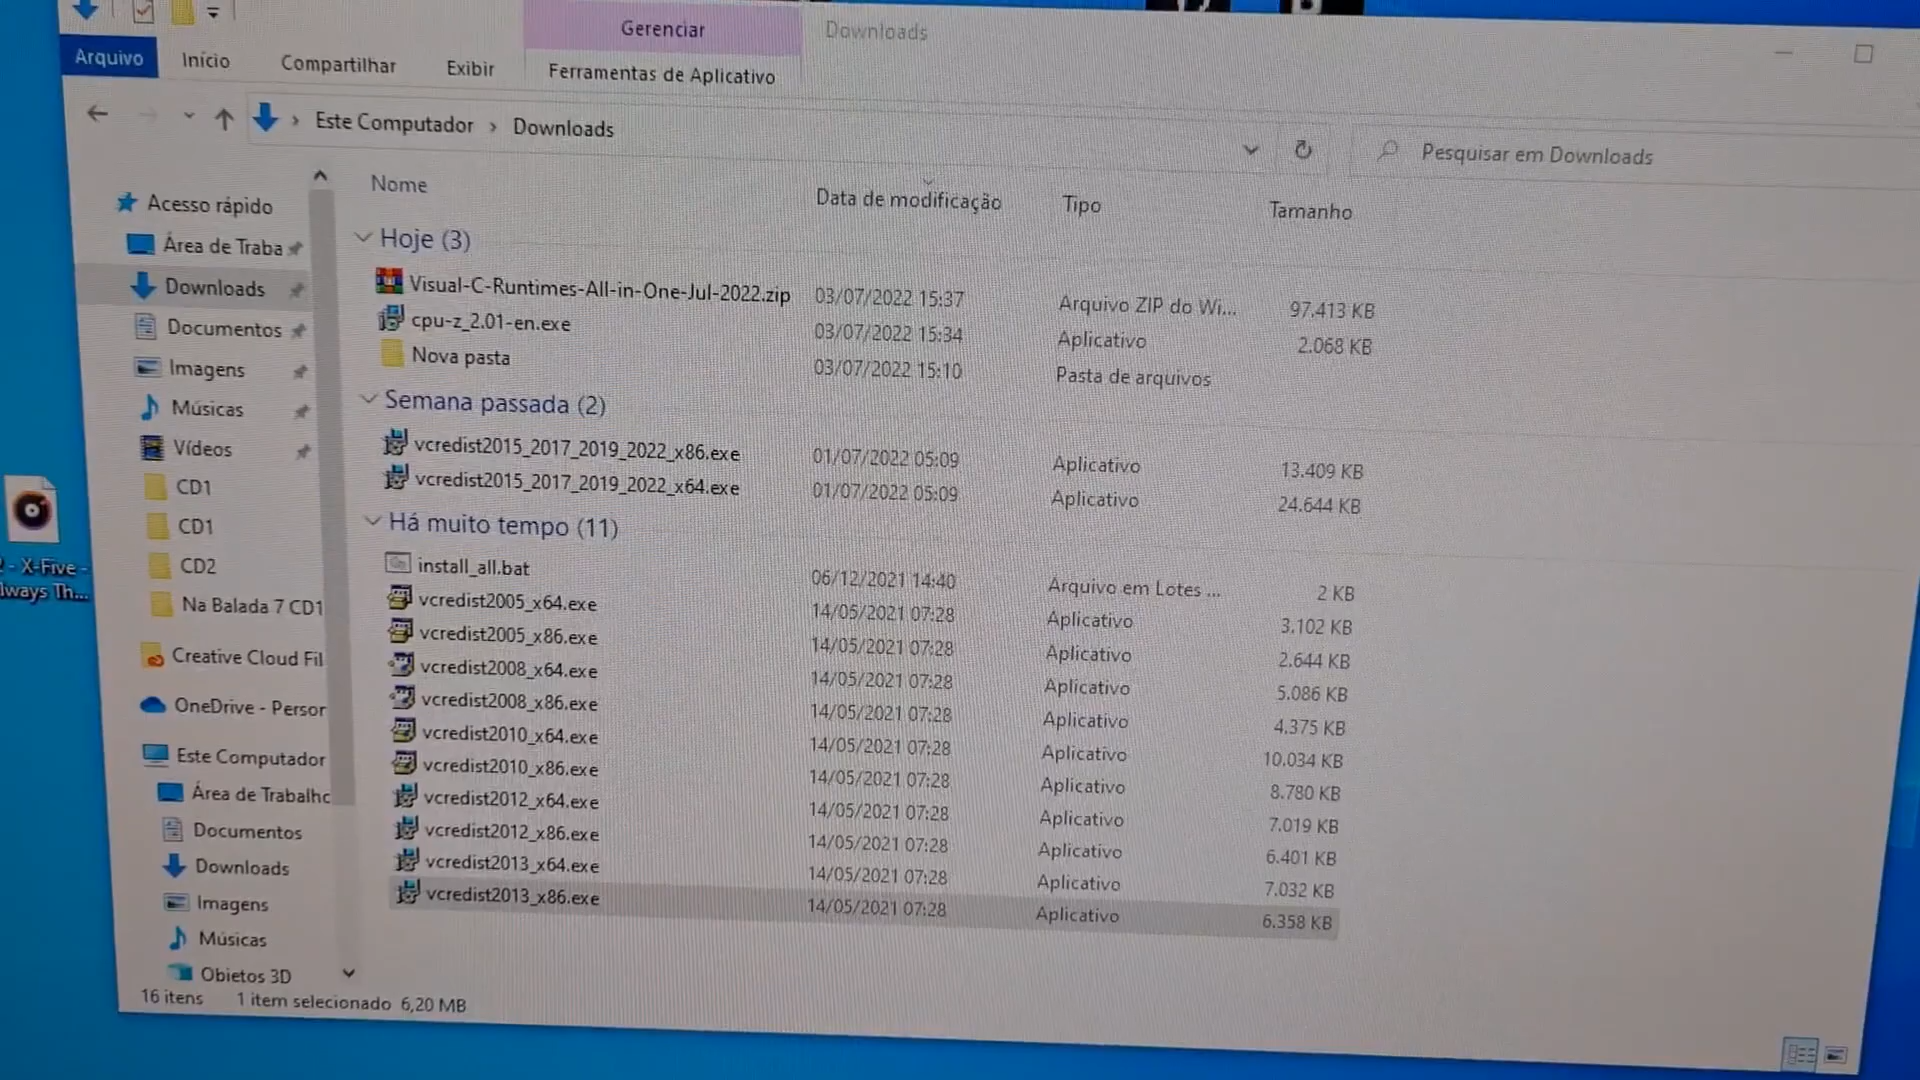 Gerenciar
Downloads
Arquivo
Início
Compartilhar
Exibir
Ferramentas de Aplicativo
Este Computador › Downloads
Pesquisar em Downloads
Nome
Data de modificação
Tipo
Tamanho
Acesso rápido
Área de Traba
Downloads
Documentos
Imagens
Músicas
Vídeos
CD1
CD1
CD2
Na Balada 7 CD1
Creative Cloud Fil
OneDrive - Persor
Este Computador
Área de Trabalhc
Documentos
Downloads
Imagens
Músicas
Objetos 3D
Hoje (3)
Visual-C-Runtimes-All-in-One-Jul-2022.zip 03/07/2022 15:37 Arquivo ZIP do Wi... 97.413 KB
cpu-z_2.01-en.exe 03/07/2022 15:34 Aplicativo 2.068 KB
Nova pasta 03/07/2022 15:10 Pasta de arquivos
Semana passada (2)
vcredist2015_2017_2019_2022_x86.exe 01/07/2022 05:09 Aplicativo 13.409 KB
vcredist2015_2017_2019_2022_x64.exe 01/07/2022 05:09 Aplicativo 24.644 KB
Há muito tempo (11)
install_all.bat 06/12/2021 14:40 Arquivo em Lotes ... 2 KB
vcredist2005_x64.exe 14/05/2021 07:28 Aplicativo 3.102 KB
vcredist2005_x86.exe 14/05/2021 07:28 Aplicativo 2.644 KB
vcredist2008_x64.exe 14/05/2021 07:28 Aplicativo 5.086 KB
vcredist2008_x86.exe 14/05/2021 07:28 Aplicativo 4.375 KB
vcredist2010_x64.exe 14/05/2021 07:28 Aplicativo 10.034 KB
vcredist2010_x86.exe 14/05/2021 07:28 Aplicativo 8.780 KB
vcredist2012_x64.exe 14/05/2021 07:28 Aplicativo 7.019 KB
vcredist2012_x86.exe 14/05/2021 07:28 Aplicativo 6.401 KB
vcredist2013_x64.exe 14/05/2021 07:28 Aplicativo 7.032 KB
vcredist2013_x86.exe 14/05/2021 07:28 Aplicativo 6.358 KB
16 itens 1 item selecionado 6,20 MB
- X-Five -
lways Th...